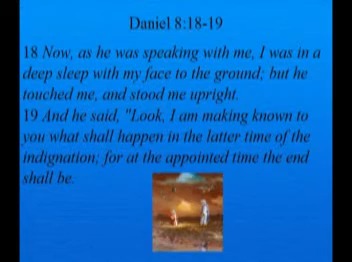 Daniel 8:18-19
18 Now, as he was speaking with me, I was in a
deep sleep with my face to the ground; but he
touched me, and stood me upright.
19 And he said, "Look, I am making known to
you what shall happen in the latter time of the
indignation; for at the appointed time the end
shall be.